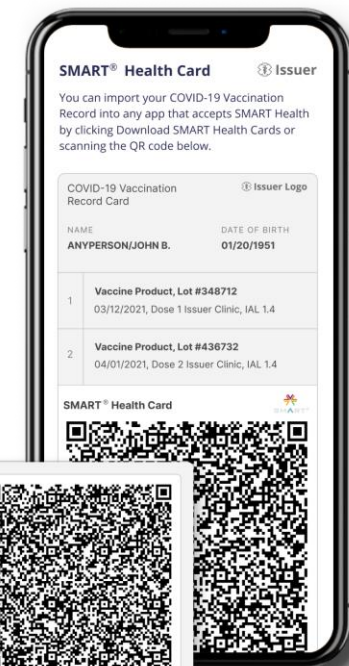 SMART® Health Card
Issuer
You can import your COVID-19 Vaccination
Record into any app that accepts SMART Health
by clicking Download SMART Health Cards or
scanning the QR code below.
COVID-19 Vaccination
Record Card
Issuer Logo
NAME
DATE OF BIRTH
ANYPERSON/JOHN B.
01/20/1951
1
Vaccine Product, Lot #348712
03/12/2021, Dose 1 Issuer Clinic, IAL 1.4
2
Vaccine Product, Lot #436732
04/01/2021, Dose 2 Issuer Clinic, IAL 1.4
SMART® Health Card
SMART®